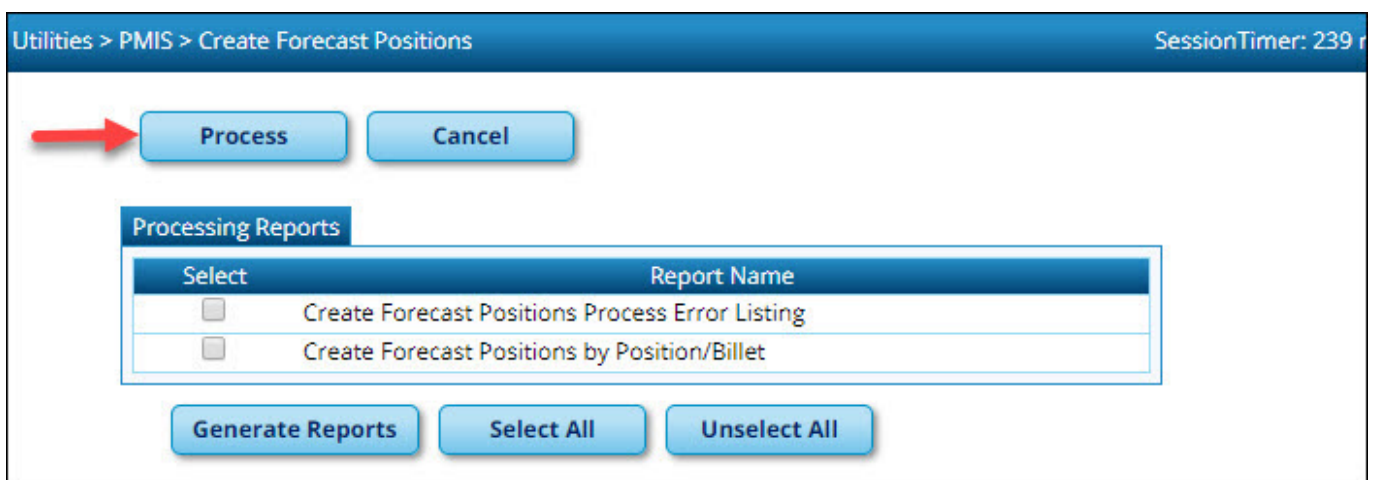 Utilities > PMIS > Create Forecast Positions SessionTimer: 239
Process Cancel
Processing Reports
Select Report Name
Create Forecast Positions Process Error Listing
Create Forecast Positions by Position/Billet
Generate Reports Select All Unselect All